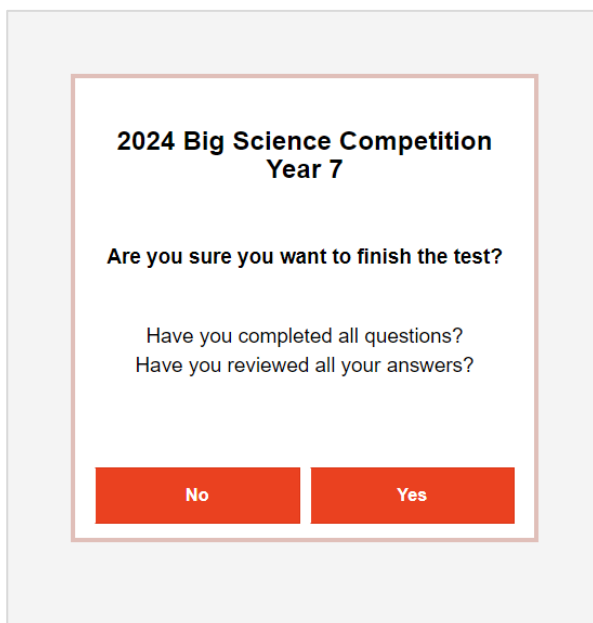 2024 Big Science Competition
Year 7
Are you sure you want to finish the test?
Have you completed all questions?
Have you reviewed all your answers?
No
Yes